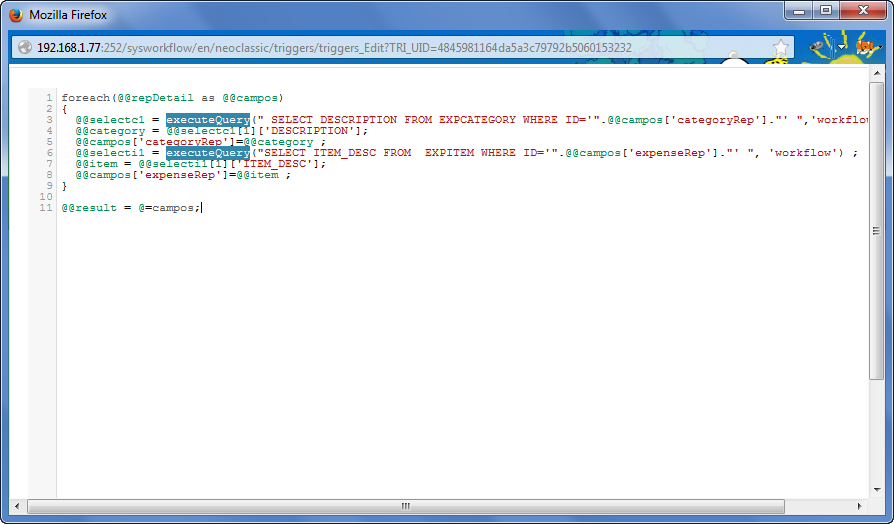 Mozilla Firefox
192.168.1.77:252/sysworkflow/en/neoclassic/triggers/triggers_Edit?TRI_UID=4845981164da5a3c79792b5060153232
1 foreach(@@repDetail as @@campos)
2 {
3 @@selectc1 = executeQuery(" SELECT DESCRIPTION FROM EXPCATEGORY WHERE ID='".@@campos['categoryRep']."' ",'workflow
4 @@category = @@selectc1[1]['DESCRIPTION'];
5 @@campos['categoryRep']=@@category ;
6 @@selecti1 = executeQuery("SELECT ITEM_DESC FROM  EXPITEM WHERE ID='".@@campos['expenseRep']."' ", 'workflow') ;
7 @@item = @@selecti1[1]['ITEM_DESC'];
8 @@campos['expenseRep']=@@item ;
9 }
10
11 @@result = @=campos;